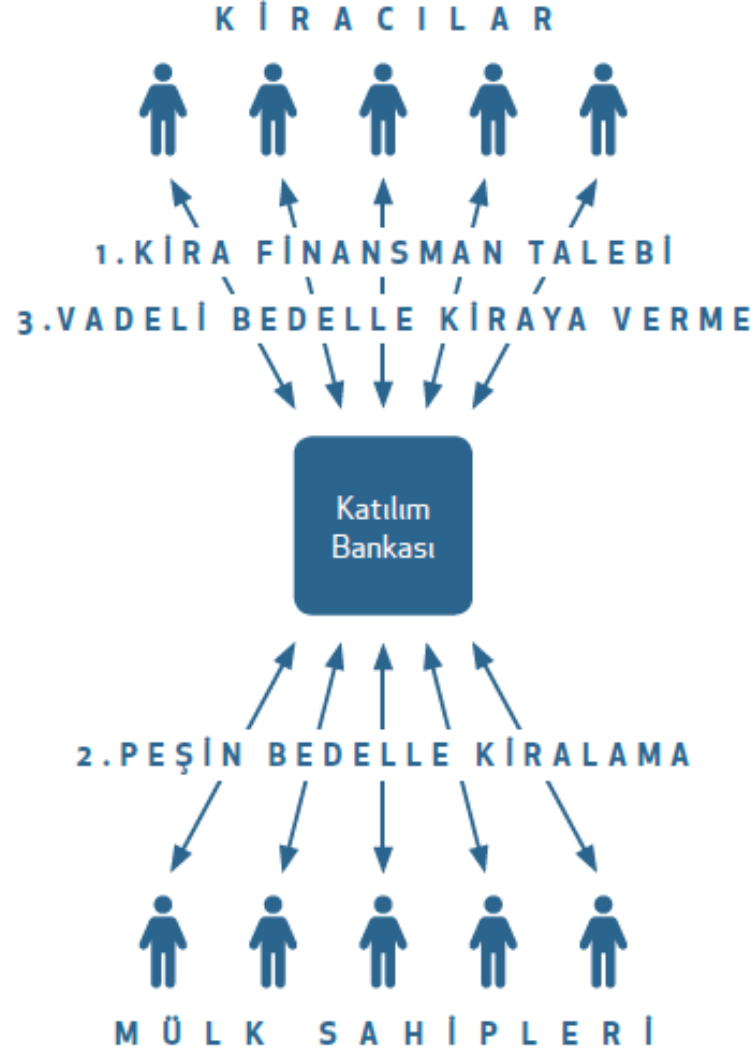 KİRACILAR
1.KİRA FİNANSMAN TALEBİ
3.VADELİ BEDELLE KİRAYA VERME
Katılım
Bankası
2.PEŞİN BEDELLE KİRALAMA
MÜLK SAHİPLERİ